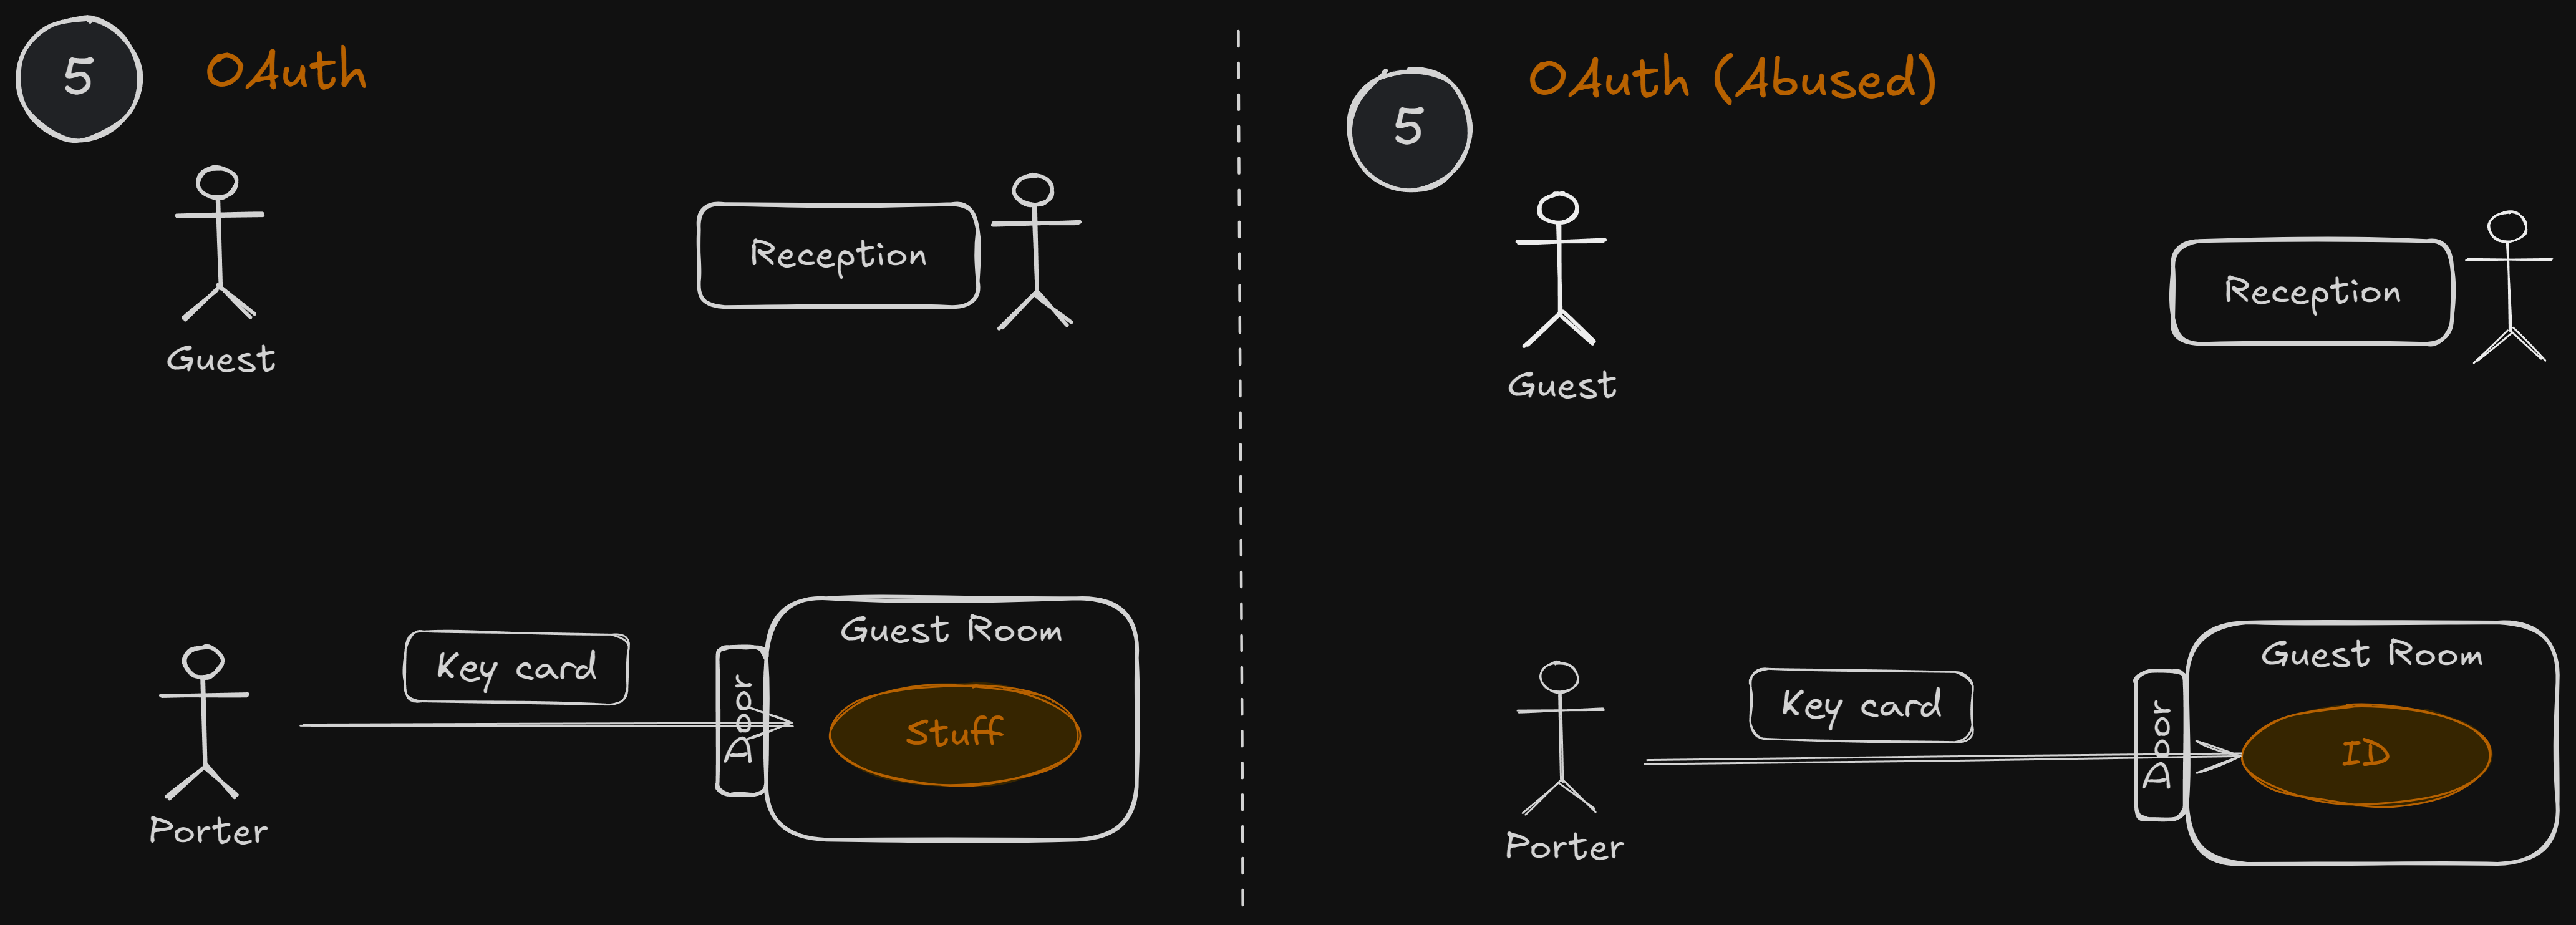 5
OAuth
Reception
Guest
Guest Room
Key card
Door
Stuff
Porter
5
OAuth (Abused)
Reception
Guest
Guest Room
Key card
Door
ID
Porter